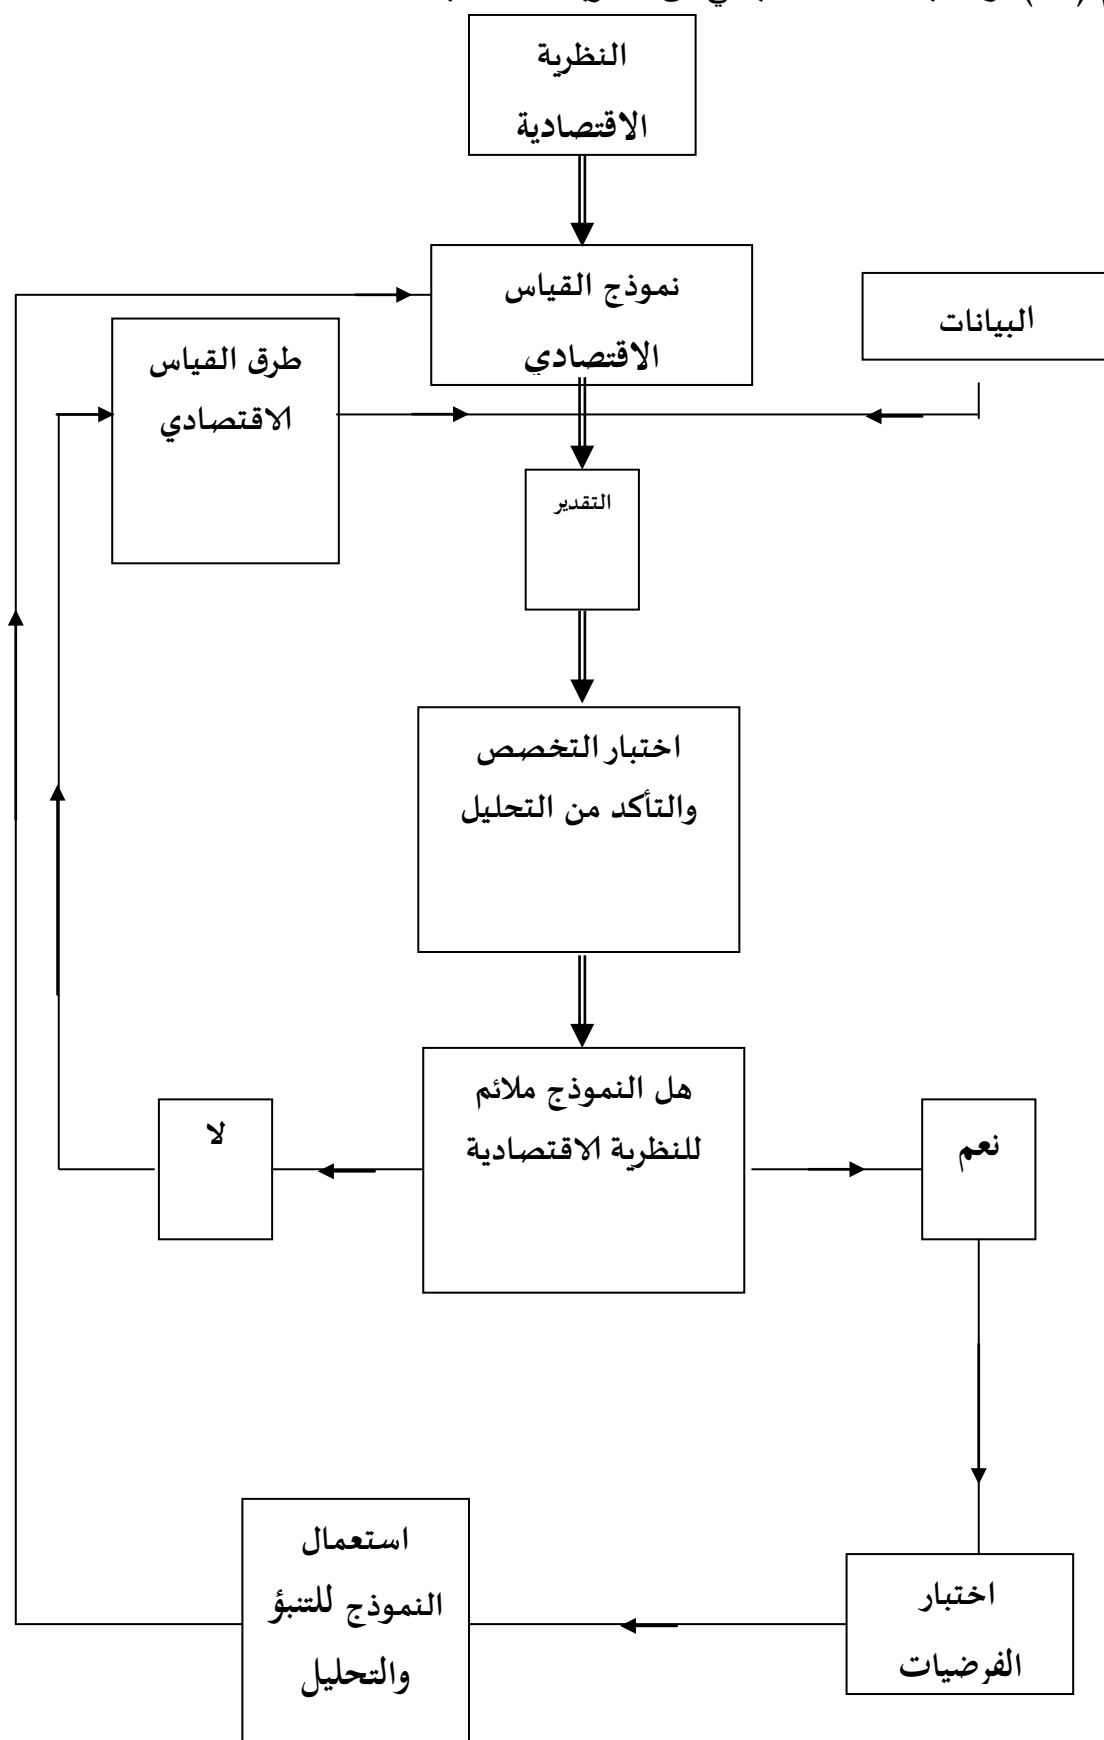 النظرية
الاقتصادية
نموذج القياس
الاقتصادي
البيانات
طرق القياس
الاقتصادي
التقدير
اختبار التخصص
والتأكد من التحليل
هل النموذج ملائم
للنظرية الاقتصادية
نعم
لا
اختبار
الفرضيات
استعمال
النموذج للتنبؤ
والتحليل